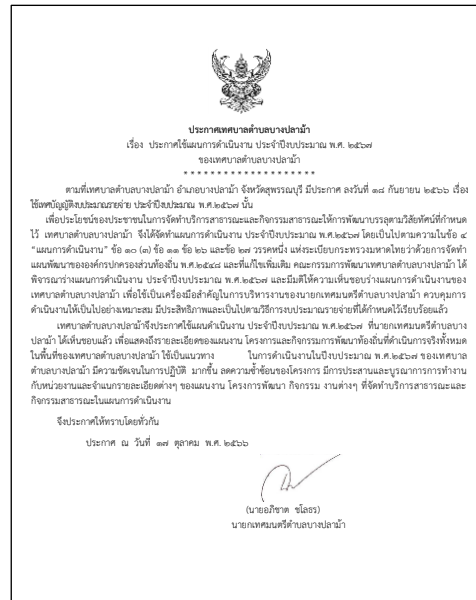 ประกาศเทศบาลตำบลบางปลาม้า
เรื่อง ประกาศใช้แผนการดำเนินงาน ประจำปีงบประมาณ พ.ศ. ๒๕๖๗
ของเทศบาลตำบลบางปลาม้า
* * * * * * * * * * * * * * * * * * * *
ตามที่เทศบาลตำบลบางปลาม้า อำเภอบางปลาม้า จังหวัดสุพรรณบุรี มีประกาศ ลงวันที่ ๑๘ กันยายน ๒๕๖๖ เรื่อง
ใช้เทศบัญญัติงบประมาณรายจ่าย ประจำปีงบประมาณ พ.ศ.๒๕๖๗ นั้น
เพื่อประโยชน์ของประชาชนในการจัดทำบริการสาธารณะและกิจกรรมสาธารณะให้การพัฒนาบรรลุตามวิสัยทัศน์ที่กำหนด
ไว้ เทศบาลตำบลบางปลาม้า จึงได้จัดทำแผนการดำเนินงาน ประจำปีงบประมาณ พ.ศ.๒๕๖๗ โดยเป็นไปตามความในข้อ ๔
“แผนการดำเนินงาน” ข้อ ๑๐ (๓) ข้อ ๑๑ ข้อ ๒๖ และข้อ ๒๗ วรรคหนึ่ง แห่งระเบียบกระทรวงมหาดไทยว่าด้วยการจัดทำ
แผนพัฒนาขององค์กรปกครองส่วนท้องถิ่น พ.ศ.๒๕๔๘ และที่แก้ไขเพิ่มเติม คณะกรรมการพัฒนาเทศบาลตำบลบางปลาม้า ได้
พิจารณาร่างแผนการดำเนินงาน ประจำปีงบประมาณ พ.ศ.๒๕๖๗ และมีมติให้ความเห็นชอบร่างแผนการดำเนินงานของ
เทศบาลตำบลบางปลาม้า เพื่อใช้เป็นเครื่องมือสำคัญในการบริหารงานของนายกเทศมนตรีตำบลบางปลาม้า ควบคุมการ
ดำเนินงานให้เป็นไปอย่างเหมาะสม มีประสิทธิภาพและเป็นไปตามวิธีการงบประมาณรายจ่ายที่ได้กำหนดไว้เรียบร้อยแล้ว
เทศบาลตำบลบางปลาม้าจึงประกาศใช้แผนดำเนินงาน ประจำปีงบประมาณ พ.ศ.๒๕๖๗ ที่นายกเทศมนตรีตำบลบาง
ปลาม้า ได้เห็นชอบแล้ว เพื่อแสดงถึงรายละเอียดของแผนงาน โครงการและกิจกรรมการพัฒนาท้องถิ่นที่ดำเนินการจริงทั้งหมด
ในพื้นที่ของเทศบาลตำบลบางปลาม้า ใช้เป็นแนวทาง ในการดำเนินงานในปีงบประมาณ พ.ศ.๒๕๖๗ ของเทศบาล
ตำบลบางปลาม้า มีความชัดเจนในการปฏิบัติ มากขึ้น ลดความซ้ำซ้อนของโครงการ มีการประสานและบูรณาการการทำงาน
กับหน่วยงานและจำแนกรายละเอียดต่างๆ ของแผนงาน โครงการพัฒนา กิจกรรม งานต่างๆ ที่จัดทำบริการสาธารณะและ
กิจกรรมสาธารณะในแผนการดำเนินงาน
จึงประกาศให้ทราบโดยทั่วกัน
ประกาศ ณ วันที่ ๑๗ ตุลาคม พ.ศ. ๒๕๖๖
(นายอภิชาต ชโลธร)
นายกเทศมนตรีตำบลบางปลาม้า